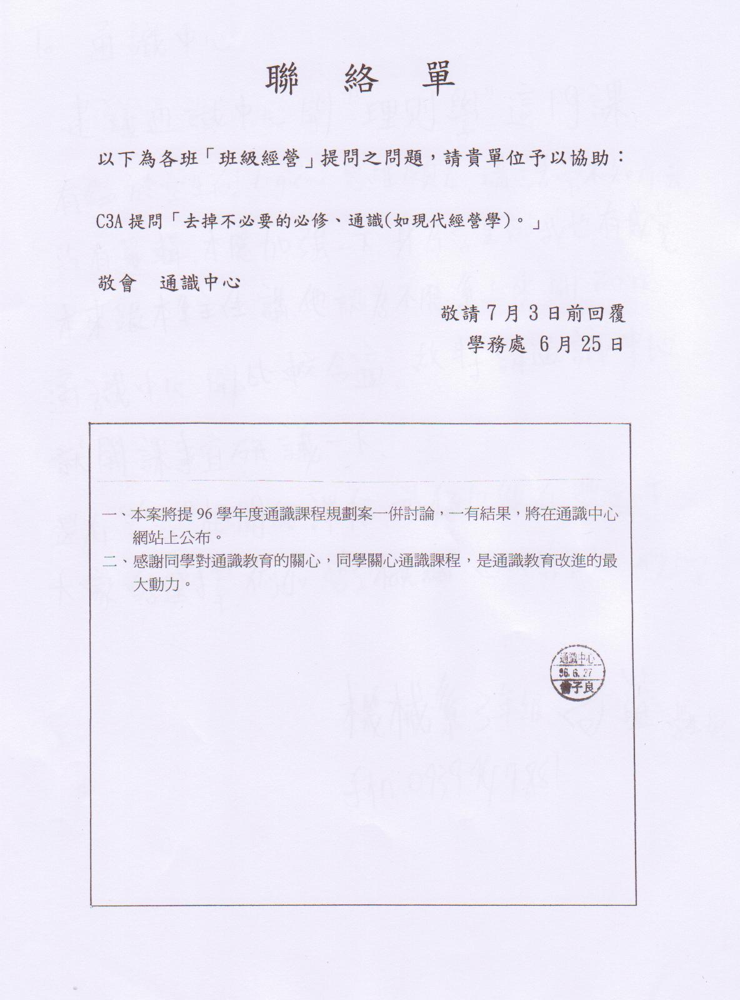 聯 絡 單
以下為各班「班級經營」提問之問題，請貴單位予以協助：
C3A 提問「去掉不必要的必修、通識(如現代經營學)。」
敬會　通識中心
敬請 7 月 3 日前回覆
學務處 6 月 25 日
一、本案將提 96 學年度通識課程規劃案一併討論，一有結果，將在通識中心
網站上公布。
二、感謝同學對通識教育的關心，同學關心通識課程，是通識教育改進的最
大動力。
通識中心
96. 6. 27
子良